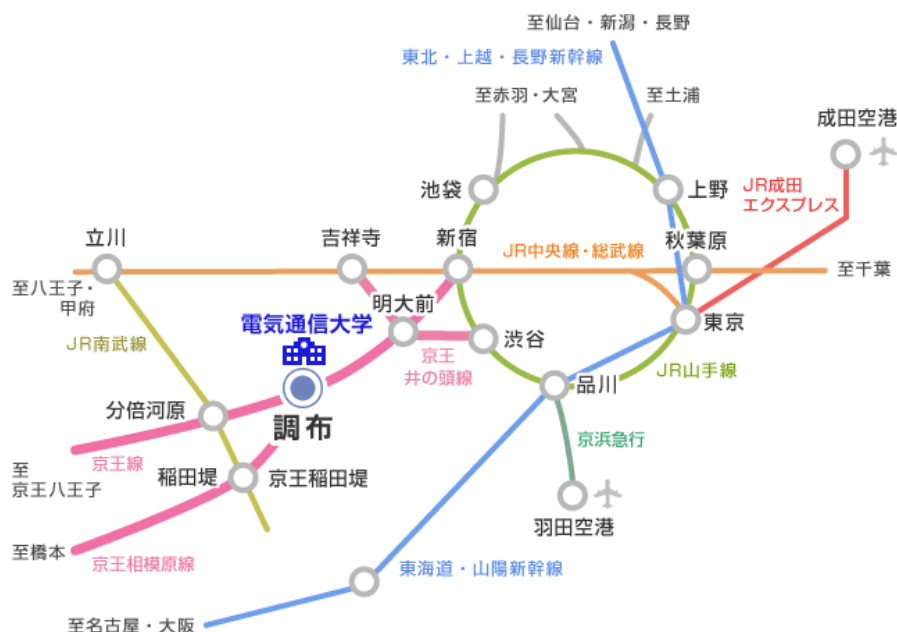 至仙台・新潟・長野
東北・上越・長野新幹線
至赤羽・大宮
至土浦
成田空港
池袋
上野
JR成田
エクスプレス
立川
吉祥寺
新宿
JR中央線・総武線
秋葉原
至千葉
至八王子・
甲府
明大前
電気通信大学
東京
JR南武線
渋谷
京王
井の頭線
JR山手線
品川
分倍河原
調布
京浜急行
京王線
至
京王八王子
稲田堤
京王稲田堤
羽田空港
至橋本
京王相模原線
東海道・山陽新幹線
至名古屋・大阪